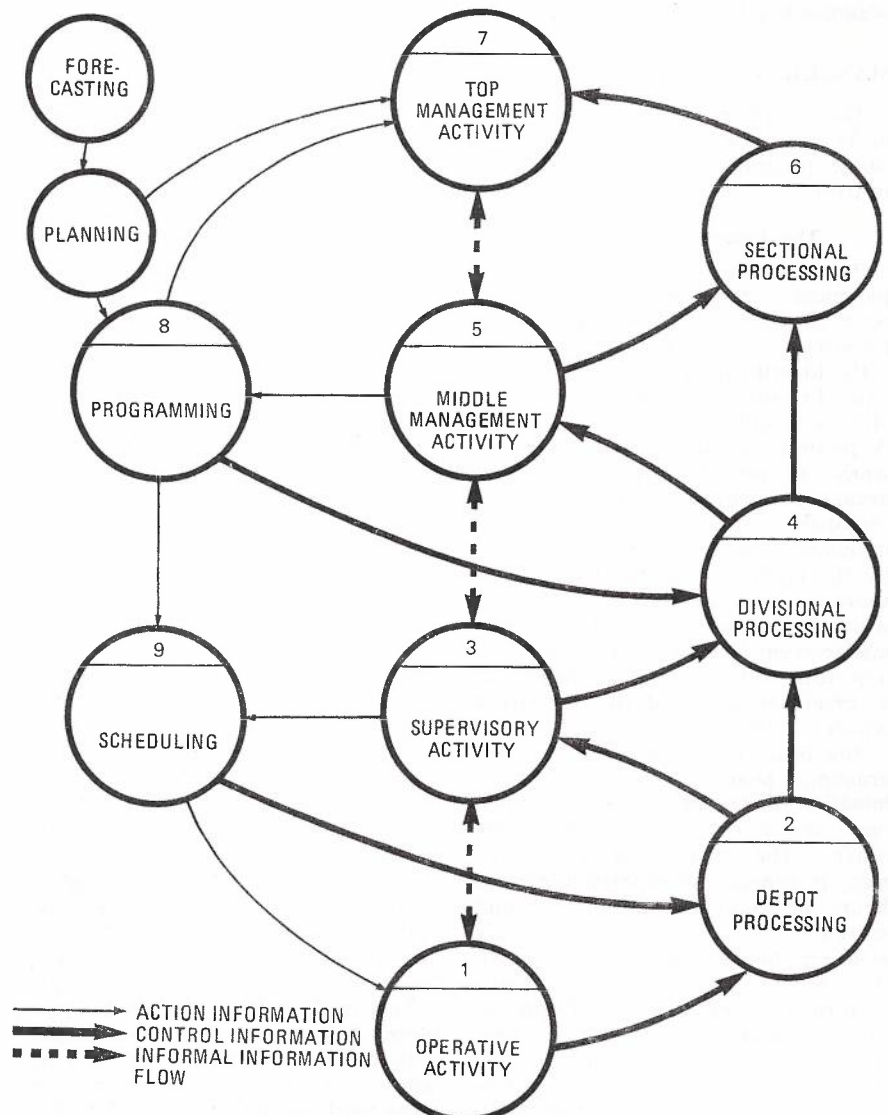 FORE-
CASTING
PLANNING
7
TOP
MANAGEMENT
ACTIVITY
6
SECTIONAL
PROCESSING
8
PROGRAMMING
5
MIDDLE
MANAGEMENT
ACTIVITY
4
DIVISIONAL
PROCESSING
9
SCHEDULING
3
SUPERVISORY
ACTIVITY
2
DEPOT
PROCESSING
1
OPERATIVE
ACTIVITY
ACTION INFORMATION
CONTROL INFORMATION
INFORMAL INFORMATION
FLOW